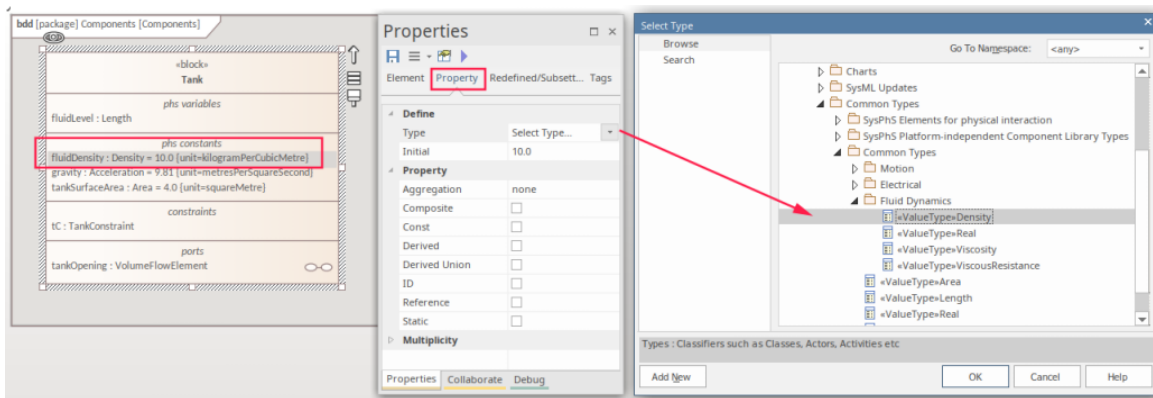 bdd [package] Components [Components]
«block»
Tank
phs variables
fluidLevel : Length
phs constants
fluidDensity : Density = 10.0 {unit=kilogramPerCubicMetre}
gravity : Acceleration = 9.81 {unit=metresPerSquareSecond}
tankSurfaceArea : Area = 4.0 {unit=squareMetre}
constraints
tC : TankConstraint
ports
tankOpening : VolumeFlowElement
Properties
Element Property Redefined/Subsett... Tags
Define
Type Select Type...
Initial 10.0
Property
Aggregation none
Composite
Const
Derived
Derived Union
ID
Reference
Static
Multiplicity
Properties Collaborate Debug
Select Type
Browse
Search
Go To Namespace: <any>
Charts
SysML Updates
Common Types
SysPhS Elements for physical interaction
SysPhS Platform-independent Component Library Types
Common Types
Motion
Electrical
Fluid Dynamics
«ValueType»Density
«ValueType»Real
«ValueType»Viscosity
«ValueType»ViscousResistance
«ValueType»Area
«ValueType»Length
«ValueType»Real
Types : Classifiers such as Classes, Actors, Activities etc
Add New OK Cancel Help